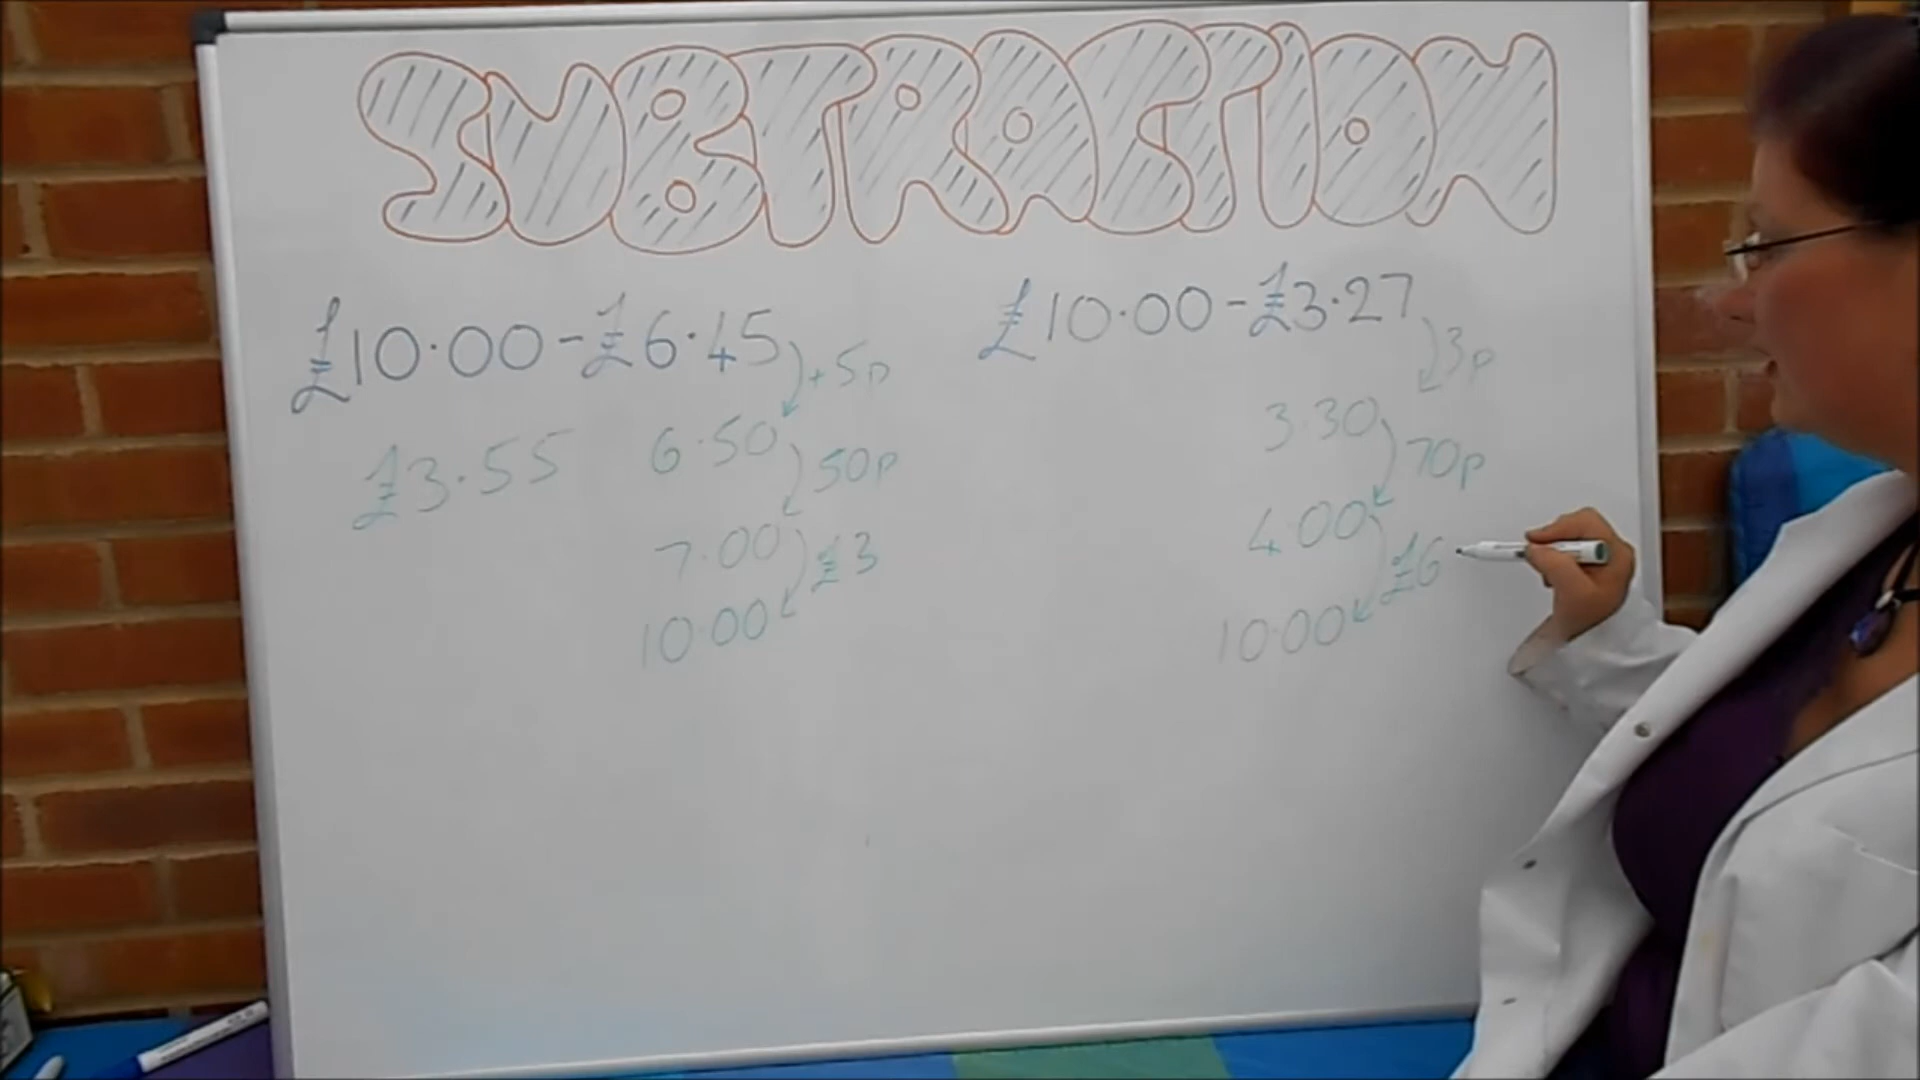 SUBTRACTION
£10.00-£6.45
+5p
£3.55 6.50
50p
7.00
£3
10.00
£10.00-£3.27
3p
3.30
70p
4.00
£6
10.00